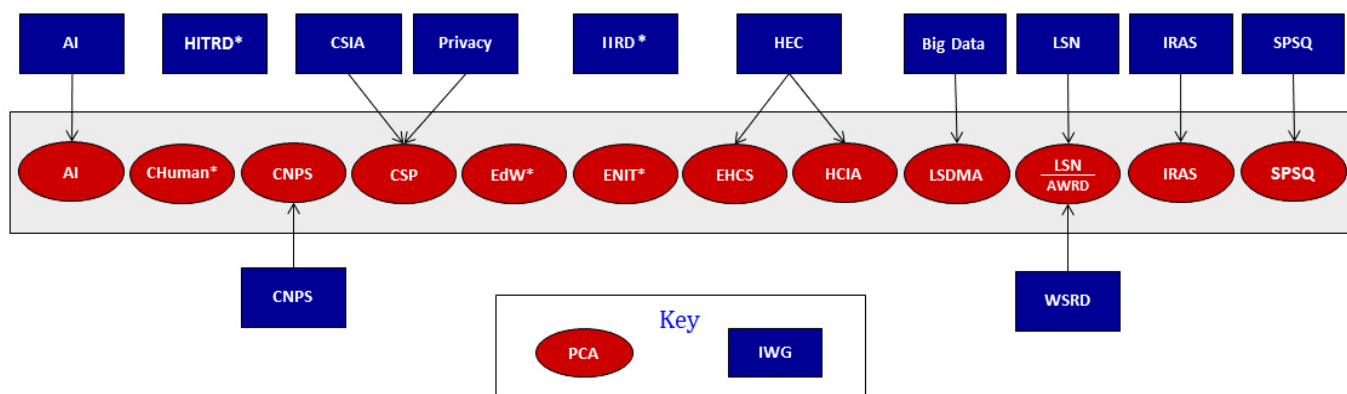 AI
HITRD*
CSIA
Privacy
IIRD*
HEC
Big Data
LSN
IRAS
SPSQ
AI
CHuman*
CNPS
CSP
EdW*
ENIT*
EHCS
HCIA
LSDMA
LSN
AWRD
IRAS
SPSQ
CNPS
WSRD
Key
PCA
IWG